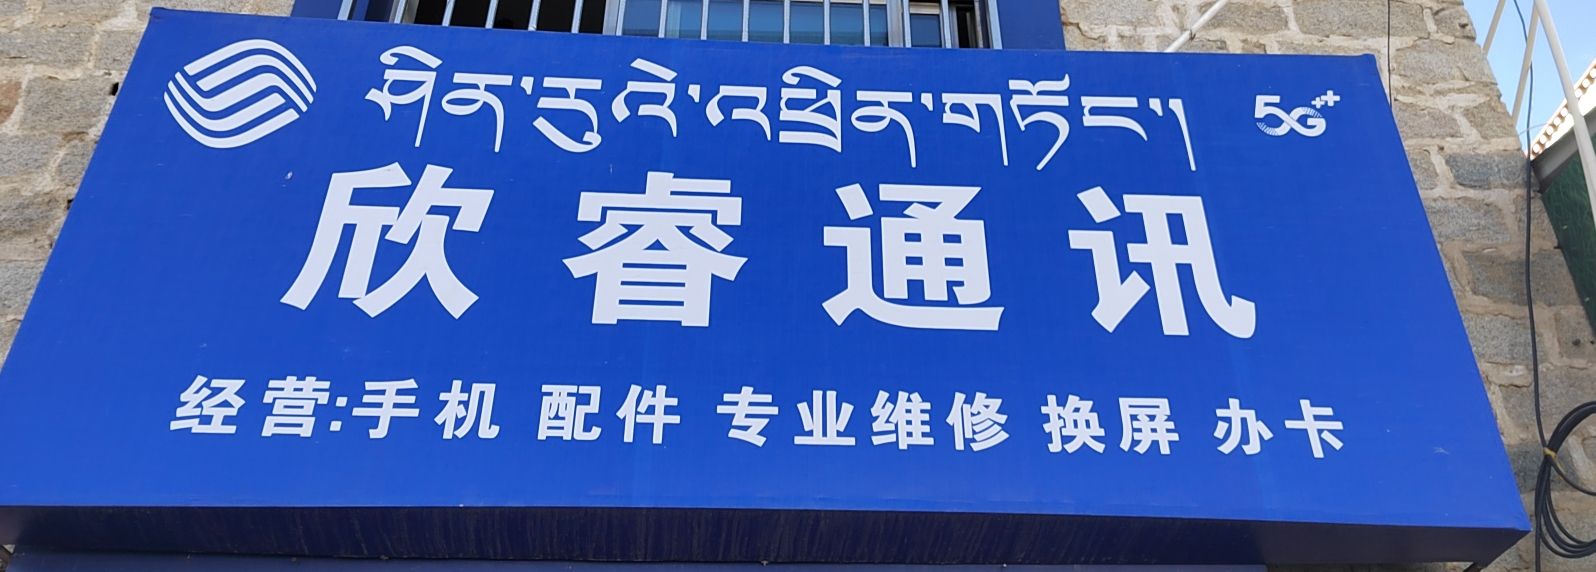 ཤིན་རུའེ་འཕྲིན་གཏོང་།
5G++
欣睿通讯
经营:手机 配件 专业维修 换屏 办卡